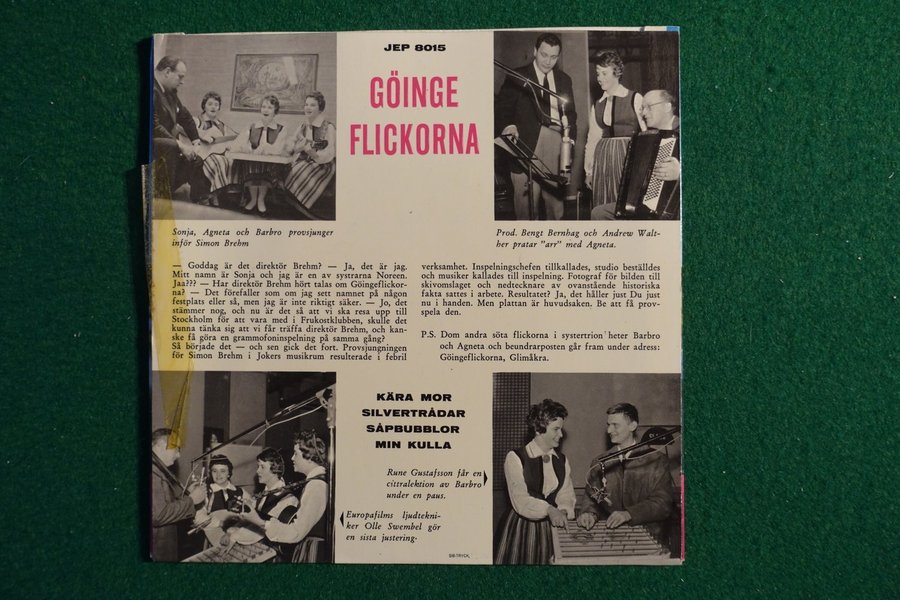 JEP 8015
GÖINGE
FLICKORNA
Sonja, Agneta och Barbro provsjunger
inför Simon Brehm
Prod. Bengt Bernhag och Andrew Walt-
her pratar "arr" med Agneta.
— Goddag är det direktör Brehm? — Ja, det är jag.
Mitt namn är Sonja och jag är en av systrarna Noreen.
Jaa??? — Har direktör Brehm hört talas om Göingeflickor-
na? — Det förefaller som om jag sett namnet på någon
festplats eller så, men jag är inte riktigt säker. — Jo, det
stämmer nog, och nu är det så att vi ska resa upp till
Stockholm för att vara med i Frukostklubben, skulle det
kunna tänka sig att vi får träffa direktör Brehm, och kan-
ske få göra en grammofoninspelning på samma gång?
Så började det — och sen gick det fort. Provsjungningen
för Simon Brehm i Jokers musikrum resulterade i febril
verksamhet. Inspelningschefen tillkallades, studio beställdes
och musiker kallades till inspelning. Fotograf för bilden till
skivomslaget och nedtecknare av ovanstående historiska
fakta sattes i arbete. Resultatet? Ja, det håller just Du just
nu i handen. Men plattan är huvudsaken. Be att få prov-
spela den.
P.S. Dom andra söta flickorna i systertrion heter Barbro
och Agneta och beundrarposten går fram under adress:
Göingeflickorna, Glimåkra.
KÄRA MOR
SILVERTRÅDAR
SÅPBUBBLOR
MIN KULLA
Rune Gustafsson får en
cittralektion av Barbro
under en paus.
Europafilms ljudtekni-
ker Olle Swembel gör
en sista justering.
SIB-TRYCK,